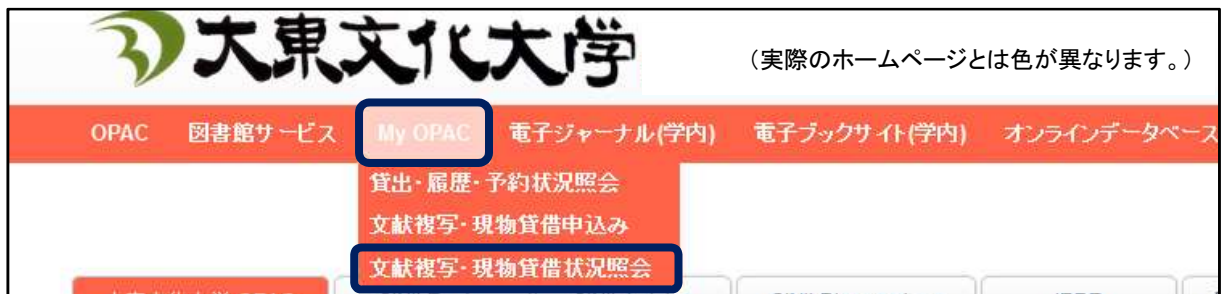 大東文化大学
(実際のホームページとは色が異なります。)
OPAC 図書館サービス My OPAC 電子ジャーナル(学内) 電子ブックサイト(学内) オンラインデータベース
貸出・履歴・予約状況照会
文献複写・現物貸借申込み
文献複写・現物貸借状況照会